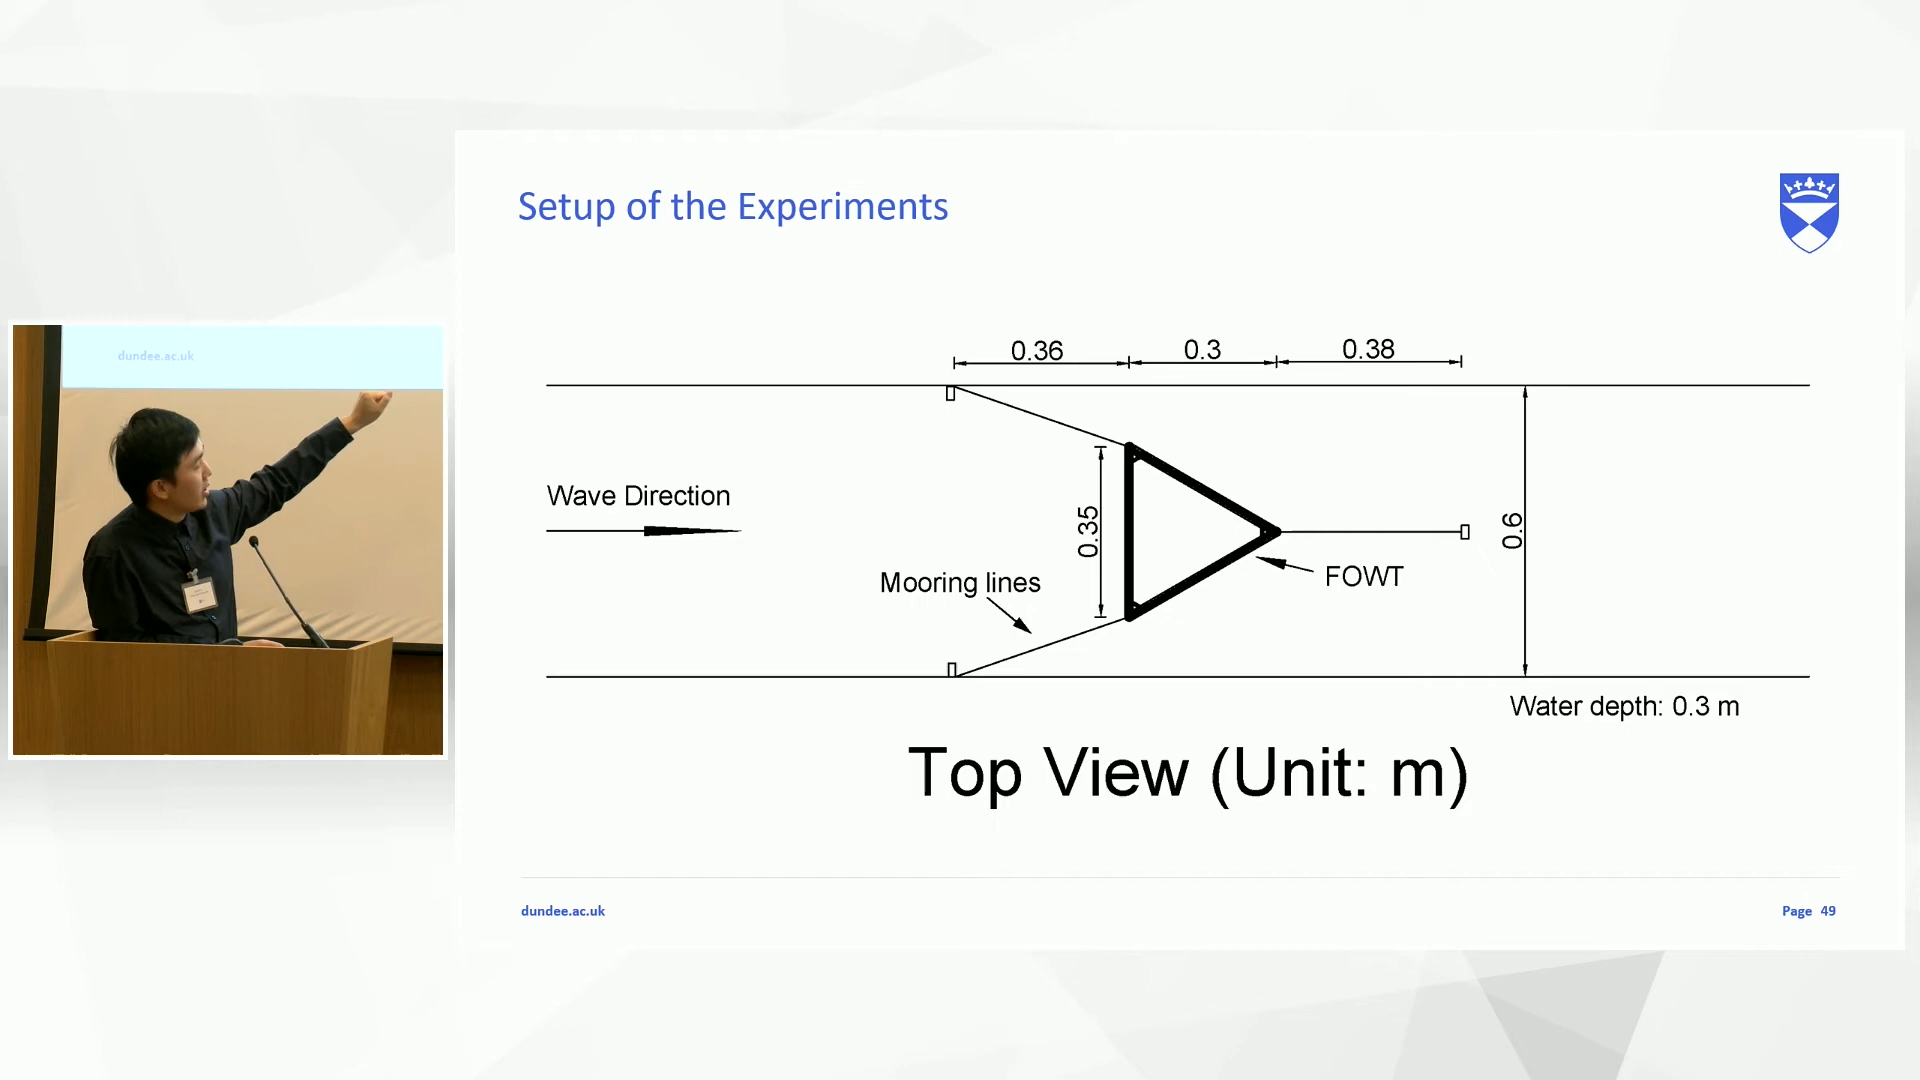 Setup of the Experiments
0.36
0.3
0.38
Wave Direction
0.35
0.6
Mooring lines
FOWT
Water depth: 0.3 m
Top View (Unit: m)
dundee.ac.uk
Page 49
dundee.ac.uk